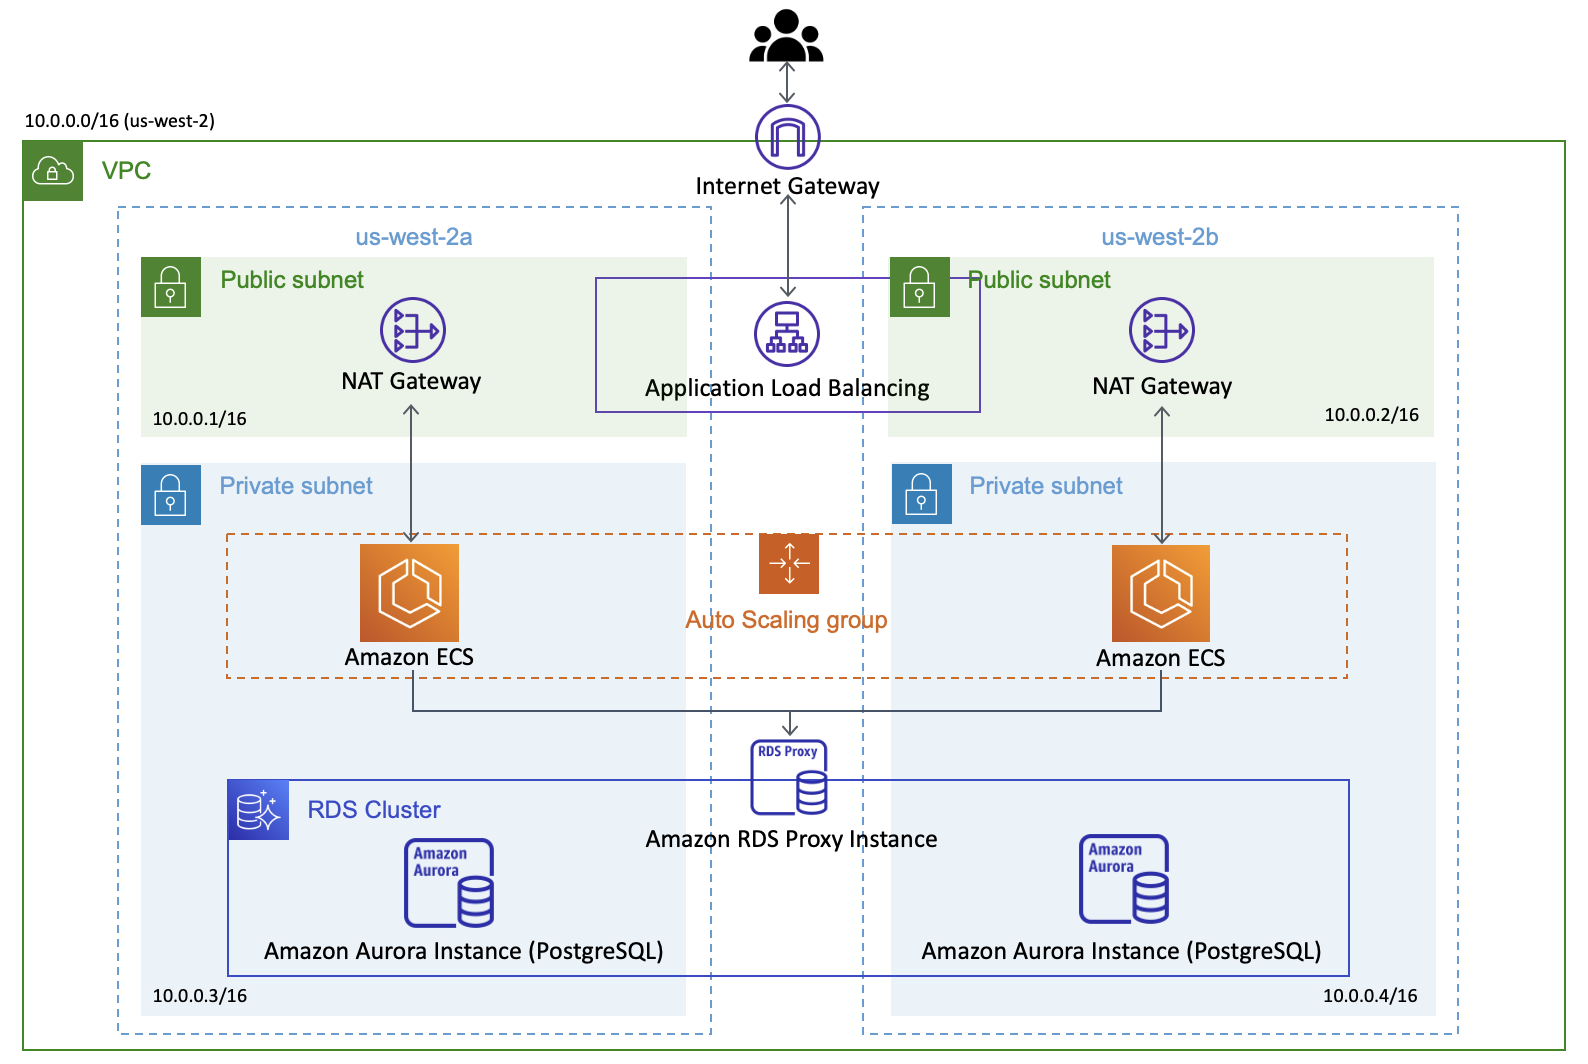 10.0.0.0/16 (us-west-2)
VPC
Internet Gateway
us-west-2a
us-west-2b
Public subnet
Public subnet
NAT Gateway
Application Load Balancing
NAT Gateway
10.0.0.1/16
10.0.0.2/16
Private subnet
Private subnet
Auto Scaling group
Amazon ECS
Amazon ECS
RDS Proxy
Amazon RDS Proxy Instance
RDS Cluster
Amazon
Aurora
Amazon Aurora Instance (PostgreSQL)
Amazon
Aurora
Amazon Aurora Instance (PostgreSQL)
10.0.0.3/16
10.0.0.4/16